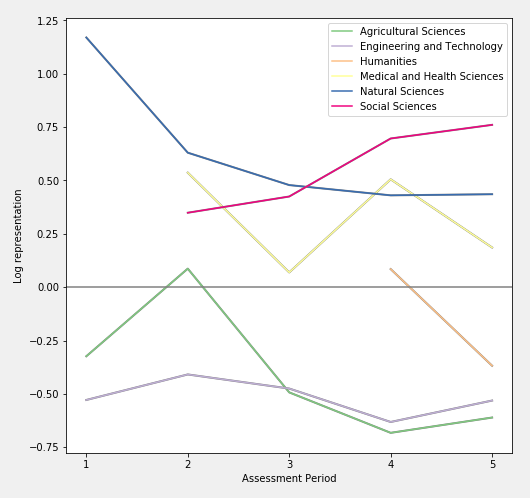 1.25
1.00
0.75
0.50
0.25
0.00
−0.25
−0.50
−0.75
Log representation
Agricultural Sciences
Engineering and Technology
Humanities
Medical and Health Sciences
Natural Sciences
Social Sciences
1 2 3 4 5
Assessment Period